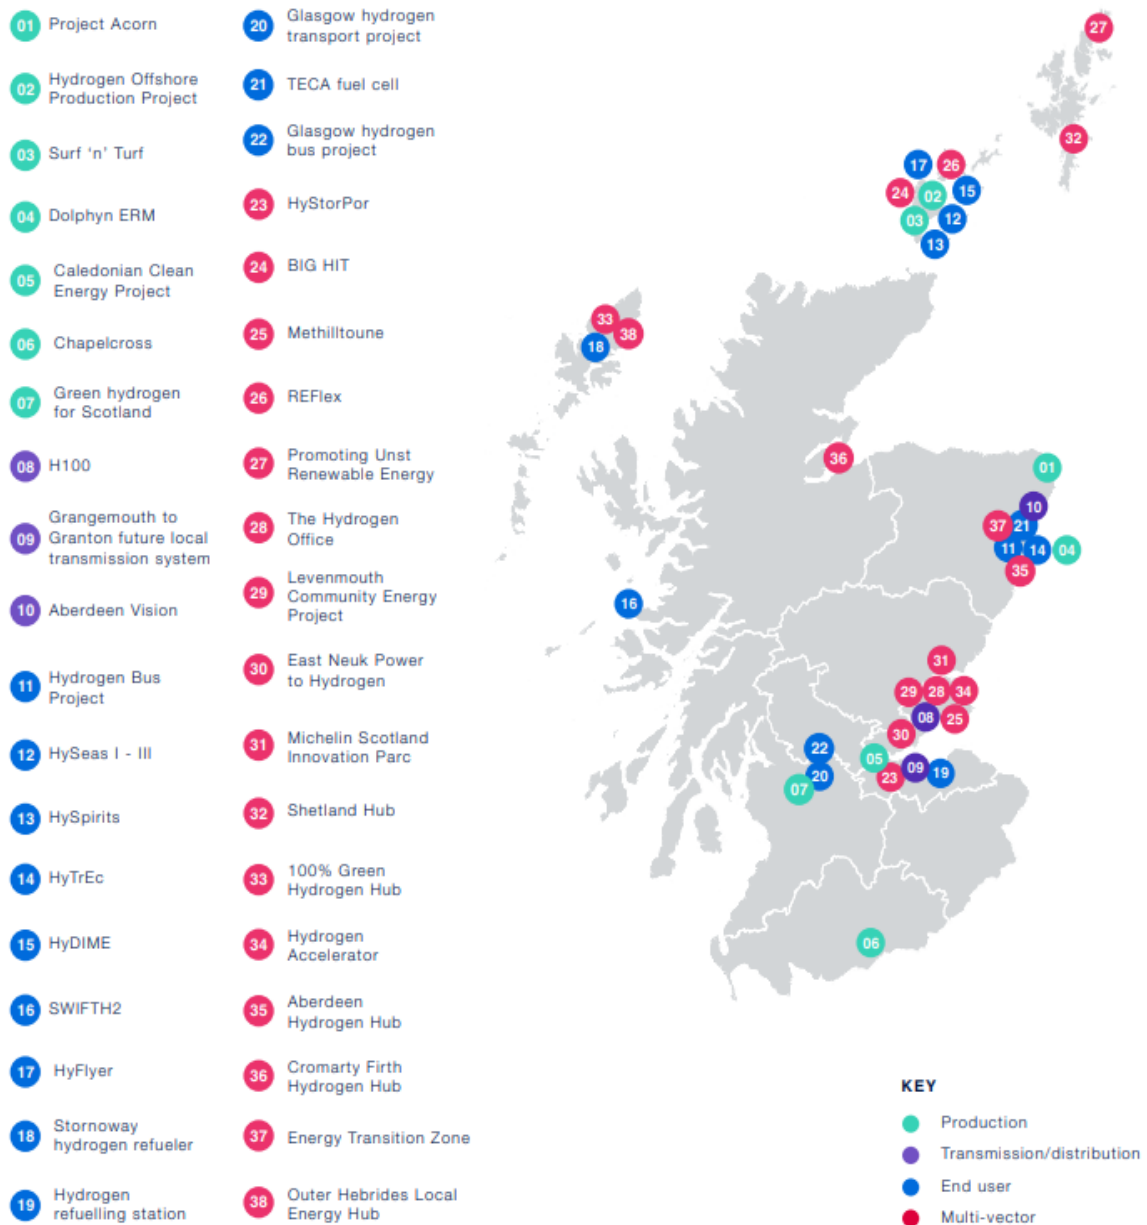 01 Project Acorn
02 Hydrogen Offshore
Production Project
03 Surf ‘n’ Turf
04 Dolphyn ERM
05 Caledonian Clean
Energy Project
06 Chapelcross
07 Green hydrogen
for Scotland
08 H100
09 Grangemouth to
Granton future local
transmission system
10 Aberdeen Vision
11 Hydrogen Bus
Project
12 HySeas I - III
13 HySpirits
14 HyTrEc
15 HyDIME
16 SWIFTH2
17 HyFlyer
18 Stornoway
hydrogen refueler
19 Hydrogen
refuelling station
20 Glasgow hydrogen
transport project
21 TECA fuel cell
22 Glasgow hydrogen
bus project
23 HyStorPor
24 BIG HIT
25 Methilltoune
26 REFlex
27 Promoting Unst
Renewable Energy
28 The Hydrogen
Office
29 Levenmouth
Community Energy
Project
30 East Neuk Power
to Hydrogen
31 Michelin Scotland
Innovation Parc
32 Shetland Hub
33 100% Green
Hydrogen Hub
34 Hydrogen
Accelerator
35 Aberdeen
Hydrogen Hub
36 Cromarty Firth
Hydrogen Hub
37 Energy Transition Zone
38 Outer Hebrides Local
Energy Hub
27
32
17 26
24 02 15
03 12
13
33
38
18
36
01
10
37 21
11 14 04
35
16
31
29 28 34
08 25
30
22
05
09 19
20 23
07
06
KEY
Production
Transmission/distribution
End user
Multi-vector